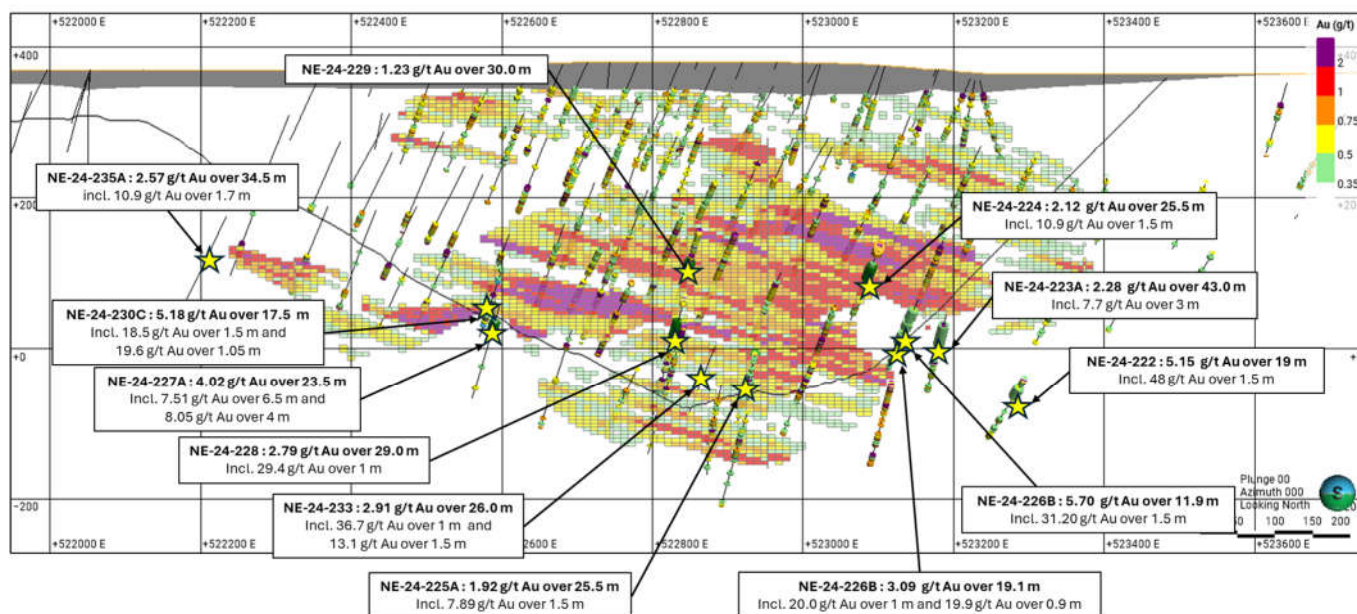 +522000 E
+522200 E
+522400 E
+522600 E
+522800 E
+523000 E
+523200 E
+523400 E
+523600 E
Au (g/t)
+400
2
1
0.75
0.5
0.35
NE-24-229 : 1.23 g/t Au over 30.0 m
NE-24-235A : 2.57 g/t Au over 34.5 m
incl. 10.9 g/t Au over 1.7 m
NE-24-224 : 2.12 g/t Au over 25.5 m
Incl. 10.9 g/t Au over 1.5 m
NE-24-223A : 2.28 g/t Au over 43.0 m
Incl. 7.7 g/t Au over 3 m
NE-24-230C : 5.18 g/t Au over 17.5 m
Incl. 18.5 g/t Au over 1.5 m and
19.6 g/t Au over 1.05 m
+0
NE-24-222 : 5.15 g/t Au over 19 m
Incl. 48 g/t Au over 1.5 m
NE-24-227A : 4.02 g/t Au over 23.5 m
Incl. 7.51 g/t Au over 6.5 m and
8.05 g/t Au over 4 m
NE-24-228 : 2.79 g/t Au over 29.0 m
Incl. 29.4 g/t Au over 1 m
-200
Plunge 00
Azimuth 000
Looking North
S
50 100 150 200
NE-24-233 : 2.91 g/t Au over 26.0 m
Incl. 36.7 g/t Au over 1 m and
13.1 g/t Au over 1.5 m
NE-24-226B : 5.70 g/t Au over 11.9 m
Incl. 31.20 g/t Au over 1.5 m
+522000 E
+522200 E
+522600 E
+522800 E
+523000 E
+523200 E
+523400 E
+523600 E
NE-24-225A : 1.92 g/t Au over 25.5 m
Incl. 7.89 g/t Au over 1.5 m
NE-24-226B : 3.09 g/t Au over 19.1 m
Incl. 20.0 g/t Au over 1 m and 19.9 g/t Au over 0.9 m